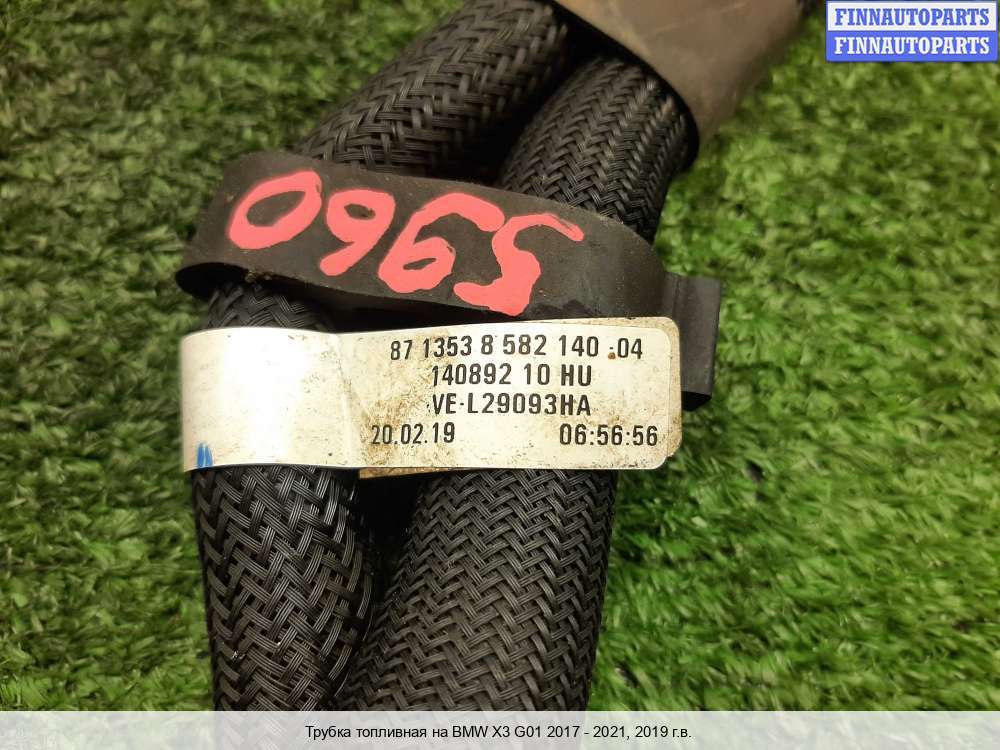 FINNAUTOPARTS
FINNAUTOPARTS
5960
87 1353 8 582 140 -04
140892 10 HU
VE-L29093HA
20.02.19 06:56:56
Трубка топливная на BMW X3 G01 2017 - 2021, 2019 г.в.